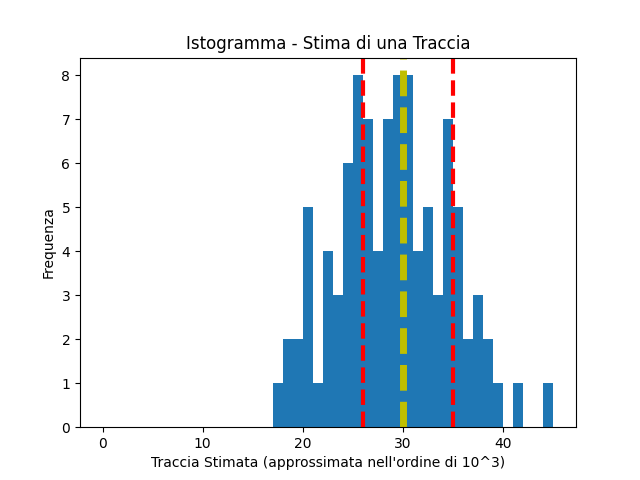 Istogramma - Stima di una Traccia
Frequenza
8
7
6
5
4
3
2
1
0
0 10 20 30 40
Traccia Stimata (approssimata nell'ordine di 10^3)